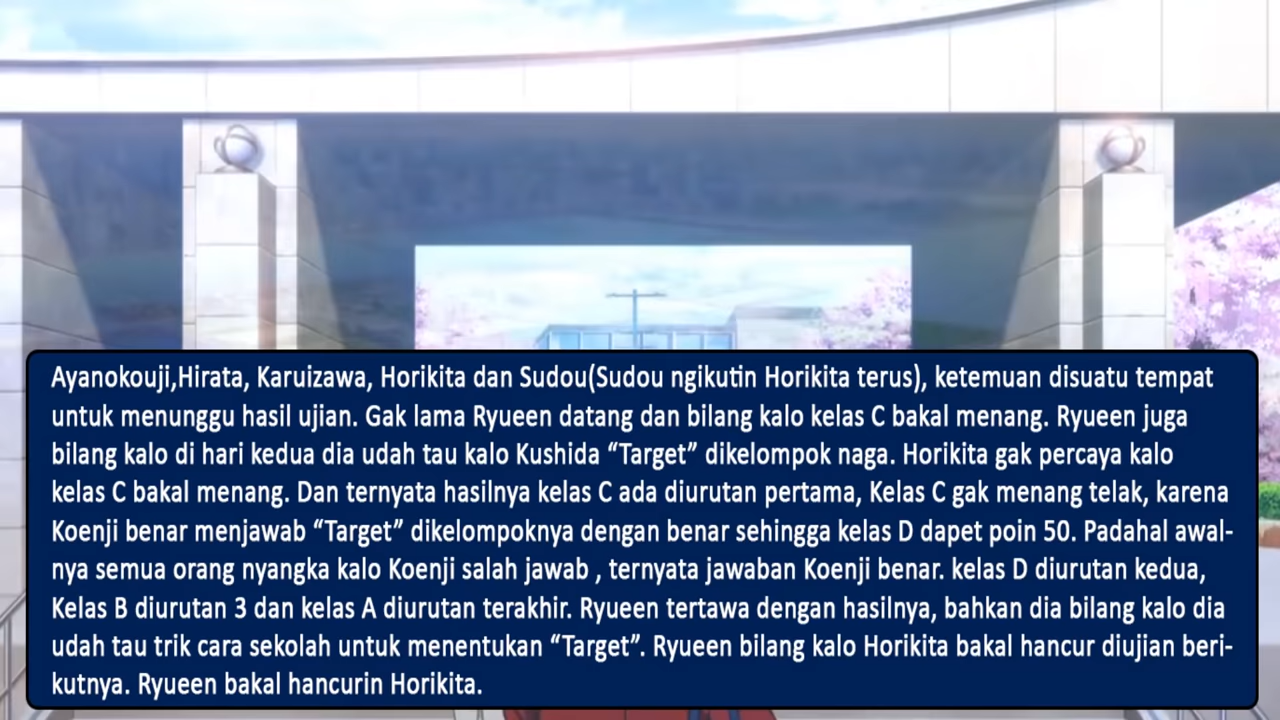 Ayanokouji,Hirata, Karuizawa, Horikita dan Sudou(Sudou ngikutin Horikita terus), ketemuan disuatu tempat
untuk menunggu hasil ujian. Gak lama Ryueen datang dan bilang kalo kelas C bakal menang. Ryueen juga
bilang kalo di hari kedua dia udah tau kalo Kushida “Target” dikelompok naga. Horikita gak percaya kalo
kelas C bakal menang. Dan ternyata hasilnya kelas C ada diurutan pertama, Kelas C gak menang telak, karena
Koenji benar menjawab “Target” dikelompoknya dengan benar sehingga kelas D dapet poin 50. Padahal awal-
nya semua orang nyangka kalo Koenji salah jawab , ternyata jawaban Koenji benar. kelas D diurutan kedua,
Kelas B diurutan 3 dan kelas A diurutan terakhir. Ryueen tertawa dengan hasilnya, bahkan dia bilang kalo dia
udah tau trik cara sekolah untuk menentukan “Target”. Ryueen bilang kalo Horikita bakal hancur diujian beri-
kutnya. Ryueen bakal hancurin Horikita.